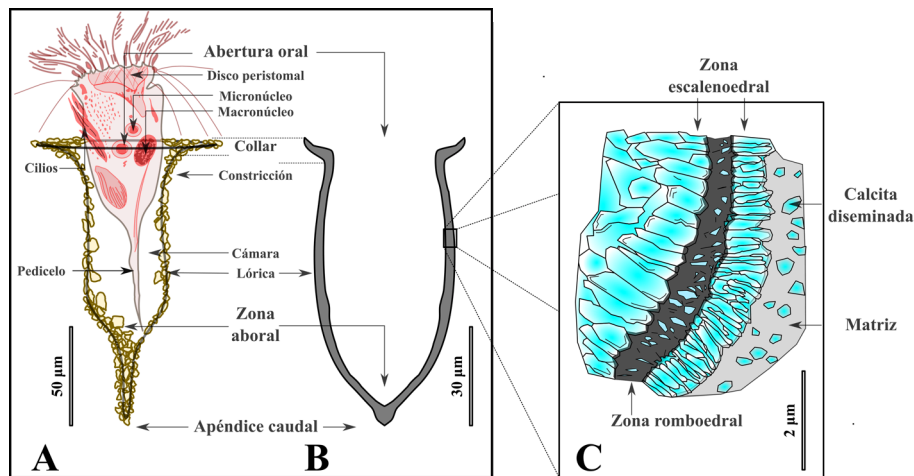 Abertura oral
Disco peristomal
Micronúcleo
Macronúcleo
Collar
Cilios
Constricción
Cámara
Pedicelo
Lórica
Zona
aboral
50 µm
30 µm
Apéndice caudal
A
B
Zona
escalenoedral
Calcita
diseminada
Matriz
Zona romboedral
2 µm
C